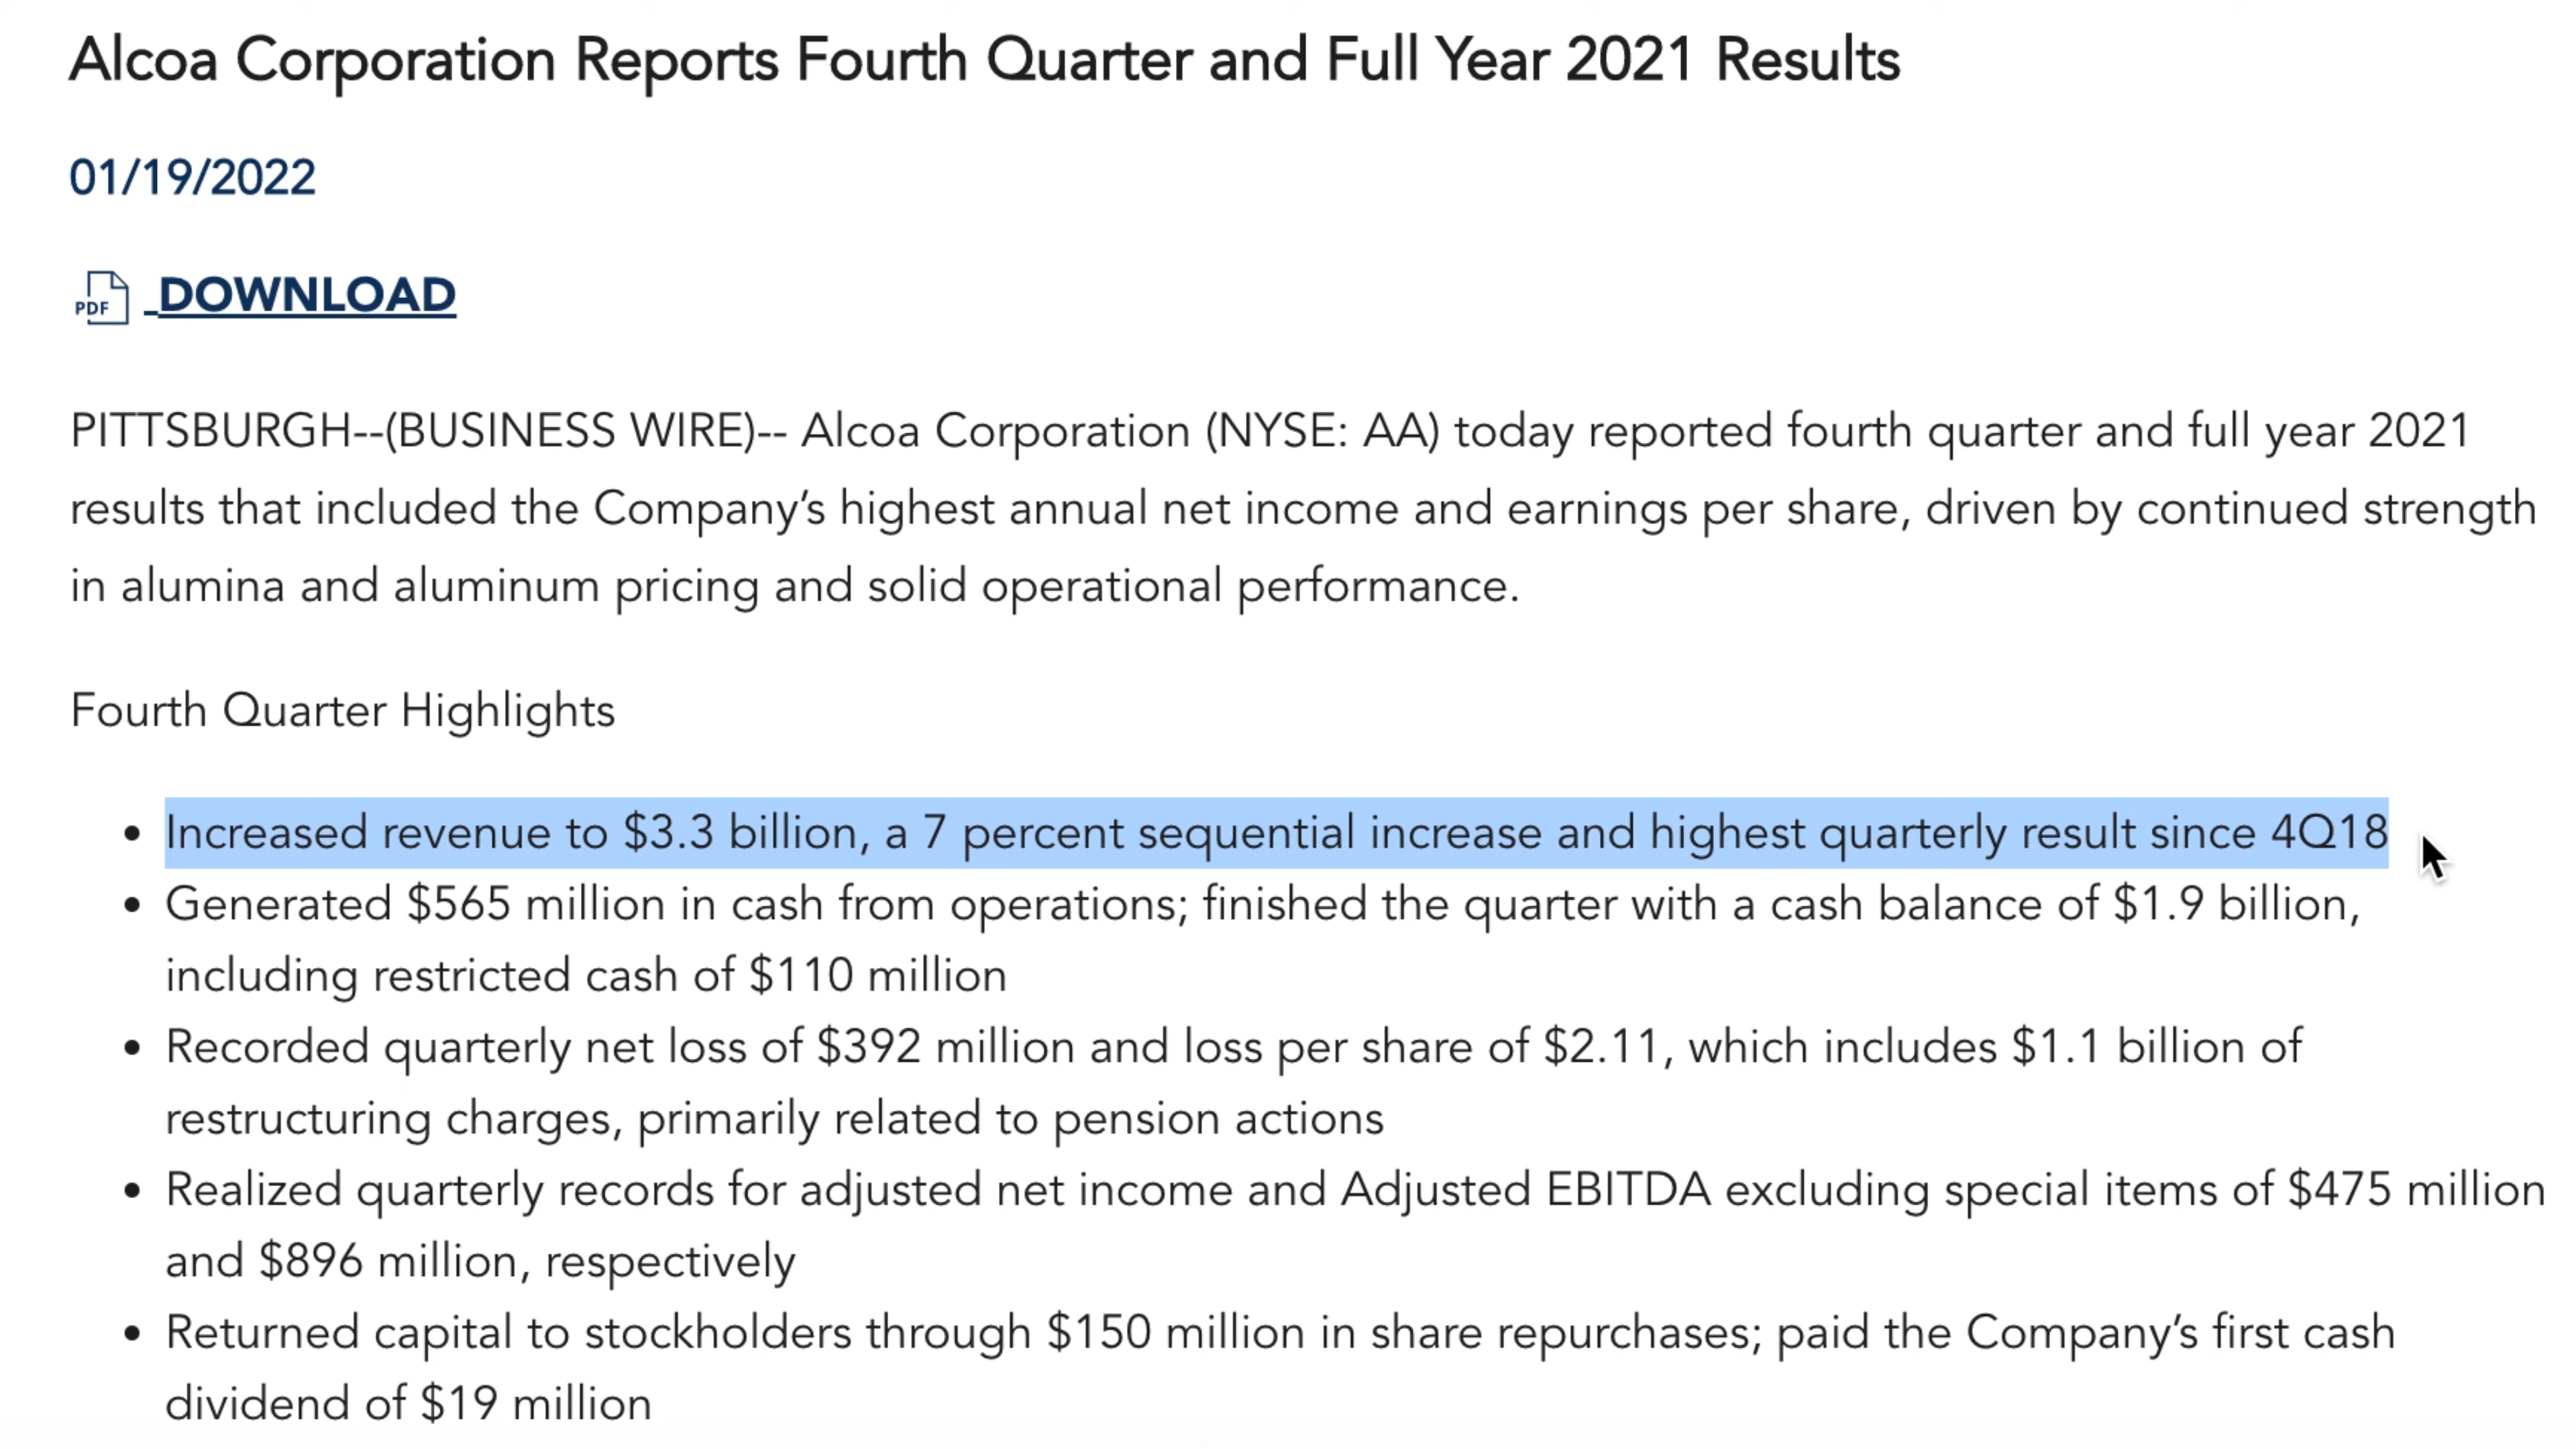 Alcoa Corporation Reports Fourth Quarter and Full Year 2021 Results
01/19/2022
PDF DOWNLOAD
PITTSBURGH--(BUSINESS WIRE)-- Alcoa Corporation (NYSE: AA) today reported fourth quarter and full year 2021
results that included the Company’s highest annual net income and earnings per share, driven by continued strength
in alumina and aluminum pricing and solid operational performance.
Fourth Quarter Highlights
• Increased revenue to $3.3 billion, a 7 percent sequential increase and highest quarterly result since 4Q18
• Generated $565 million in cash from operations; finished the quarter with a cash balance of $1.9 billion,
including restricted cash of $110 million
• Recorded quarterly net loss of $392 million and loss per share of $2.11, which includes $1.1 billion of
restructuring charges, primarily related to pension actions
• Realized quarterly records for adjusted net income and Adjusted EBITDA excluding special items of $475 million
and $896 million, respectively
• Returned capital to stockholders through $150 million in share repurchases; paid the Company’s first cash
dividend of $19 million